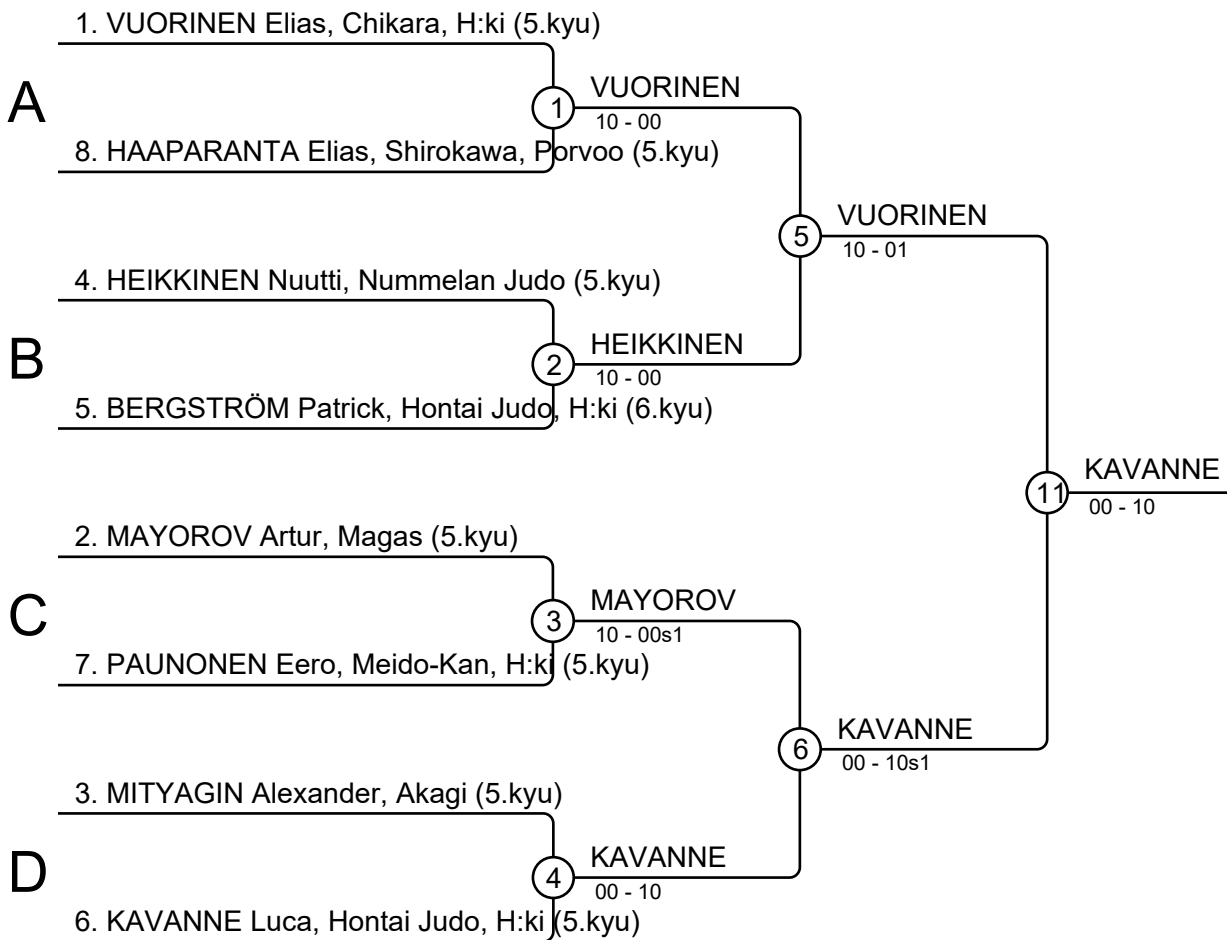 1. VUORINEN Elias, Chikara, H:ki (5.kyu)
A
1
VUORINEN
10 - 00
8. HAAPARANTA Elias, Shirokawa, Porvoo (5.kyu)
5
VUORINEN
10 - 01
4. HEIKKINEN Nuutti, Nummelan Judo (5.kyu)
B
2
HEIKKINEN
10 - 00
5. BERGSTRÖM Patrick, Hontai Judo, H:ki (6.kyu)
11
KAVANNE
00 - 10
2. MAYOROV Artur, Magas (5.kyu)
C
3
MAYOROV
10 - 00s1
7. PAUNONEN Eero, Meido-Kan, H:ki (5.kyu)
6
KAVANNE
00 - 10s1
3. MITYAGIN Alexander, Akagi (5.kyu)
D
4
KAVANNE
00 - 10
6. KAVANNE Luca, Hontai Judo, H:ki (5.kyu)